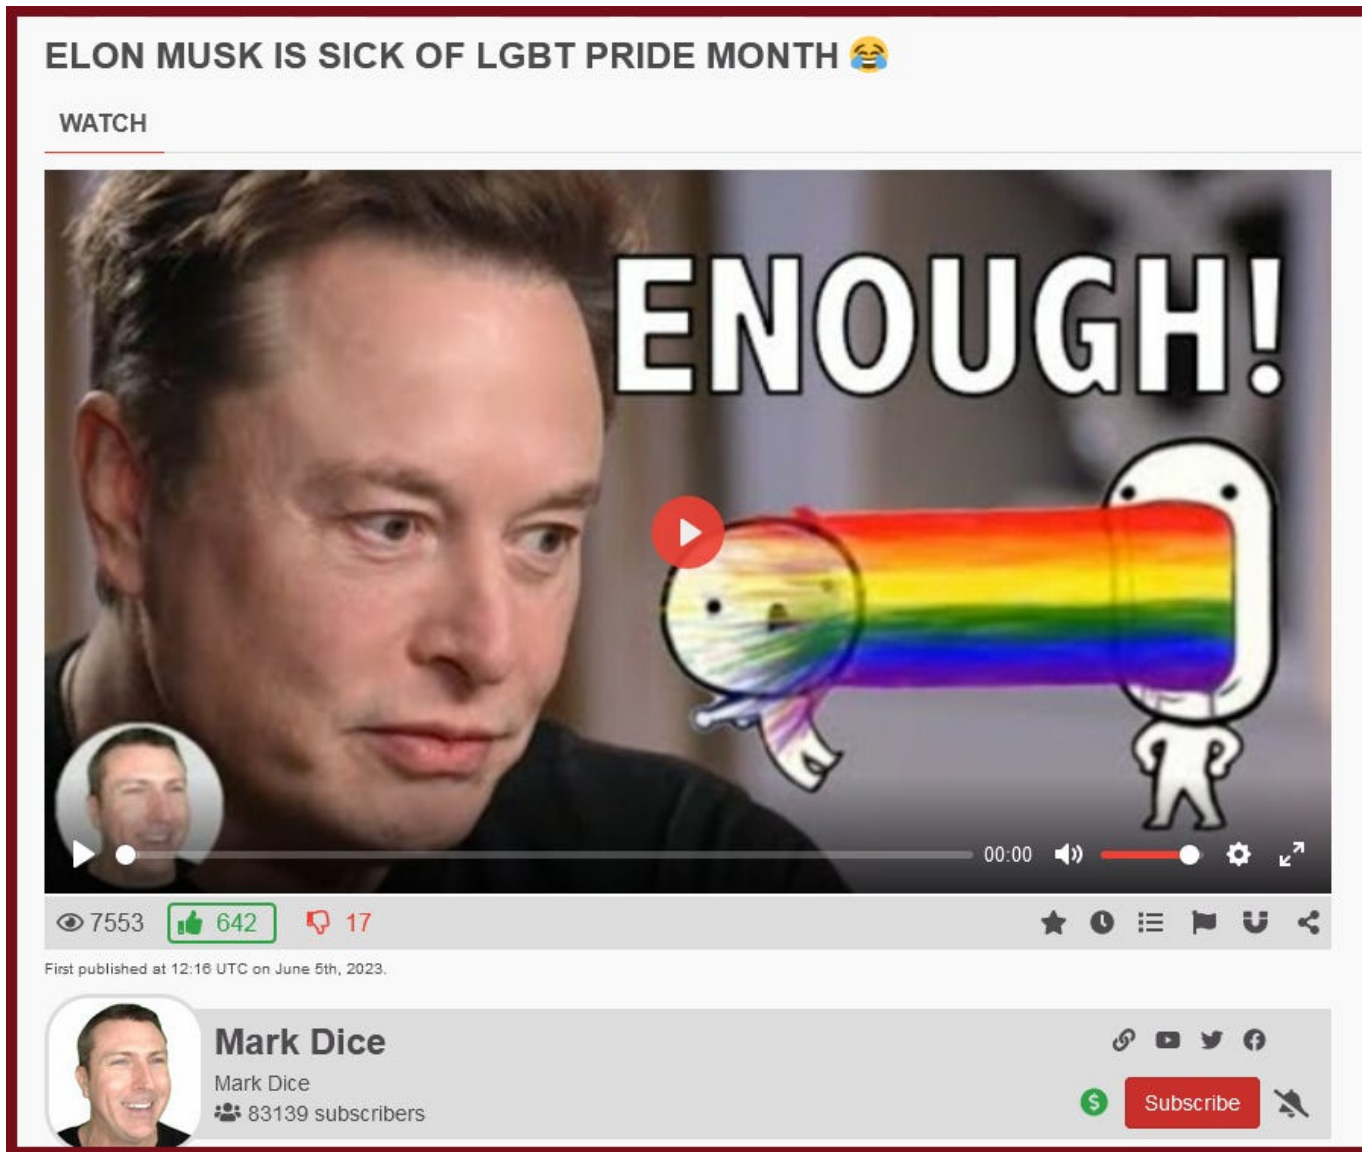 ELON MUSK IS SICK OF LGBT PRIDE MONTH 😂
WATCH
ENOUGH!
00:00
7553 642 17
First published at 12:16 UTC on June 5th, 2023.
Mark Dice
Mark Dice
83139 subscribers
$ Subscribe